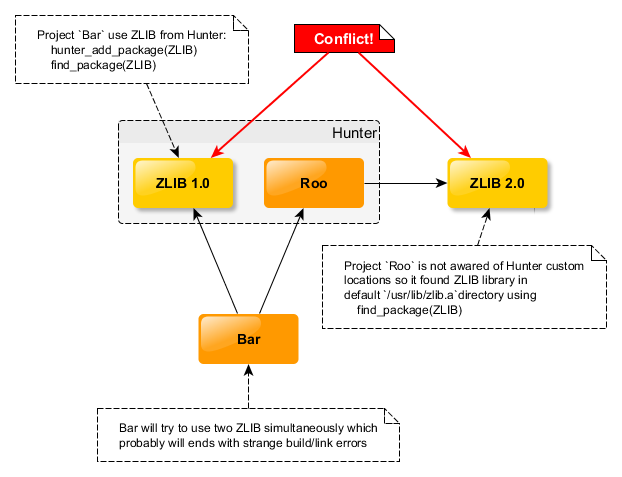 Project `Bar` use ZLIB from Hunter:
hunter_add_package(ZLIB)
find_package(ZLIB)
Conflict!
Hunter
ZLIB 1.0
Roo
ZLIB 2.0
Project `Roo` is not awared of Hunter custom
locations so it found ZLIB library in
default `/usr/lib/zlib.a`directory using
find_package(ZLIB)
Bar
Bar will try to use two ZLIB simultaneously which
probably will ends with strange build/link errors